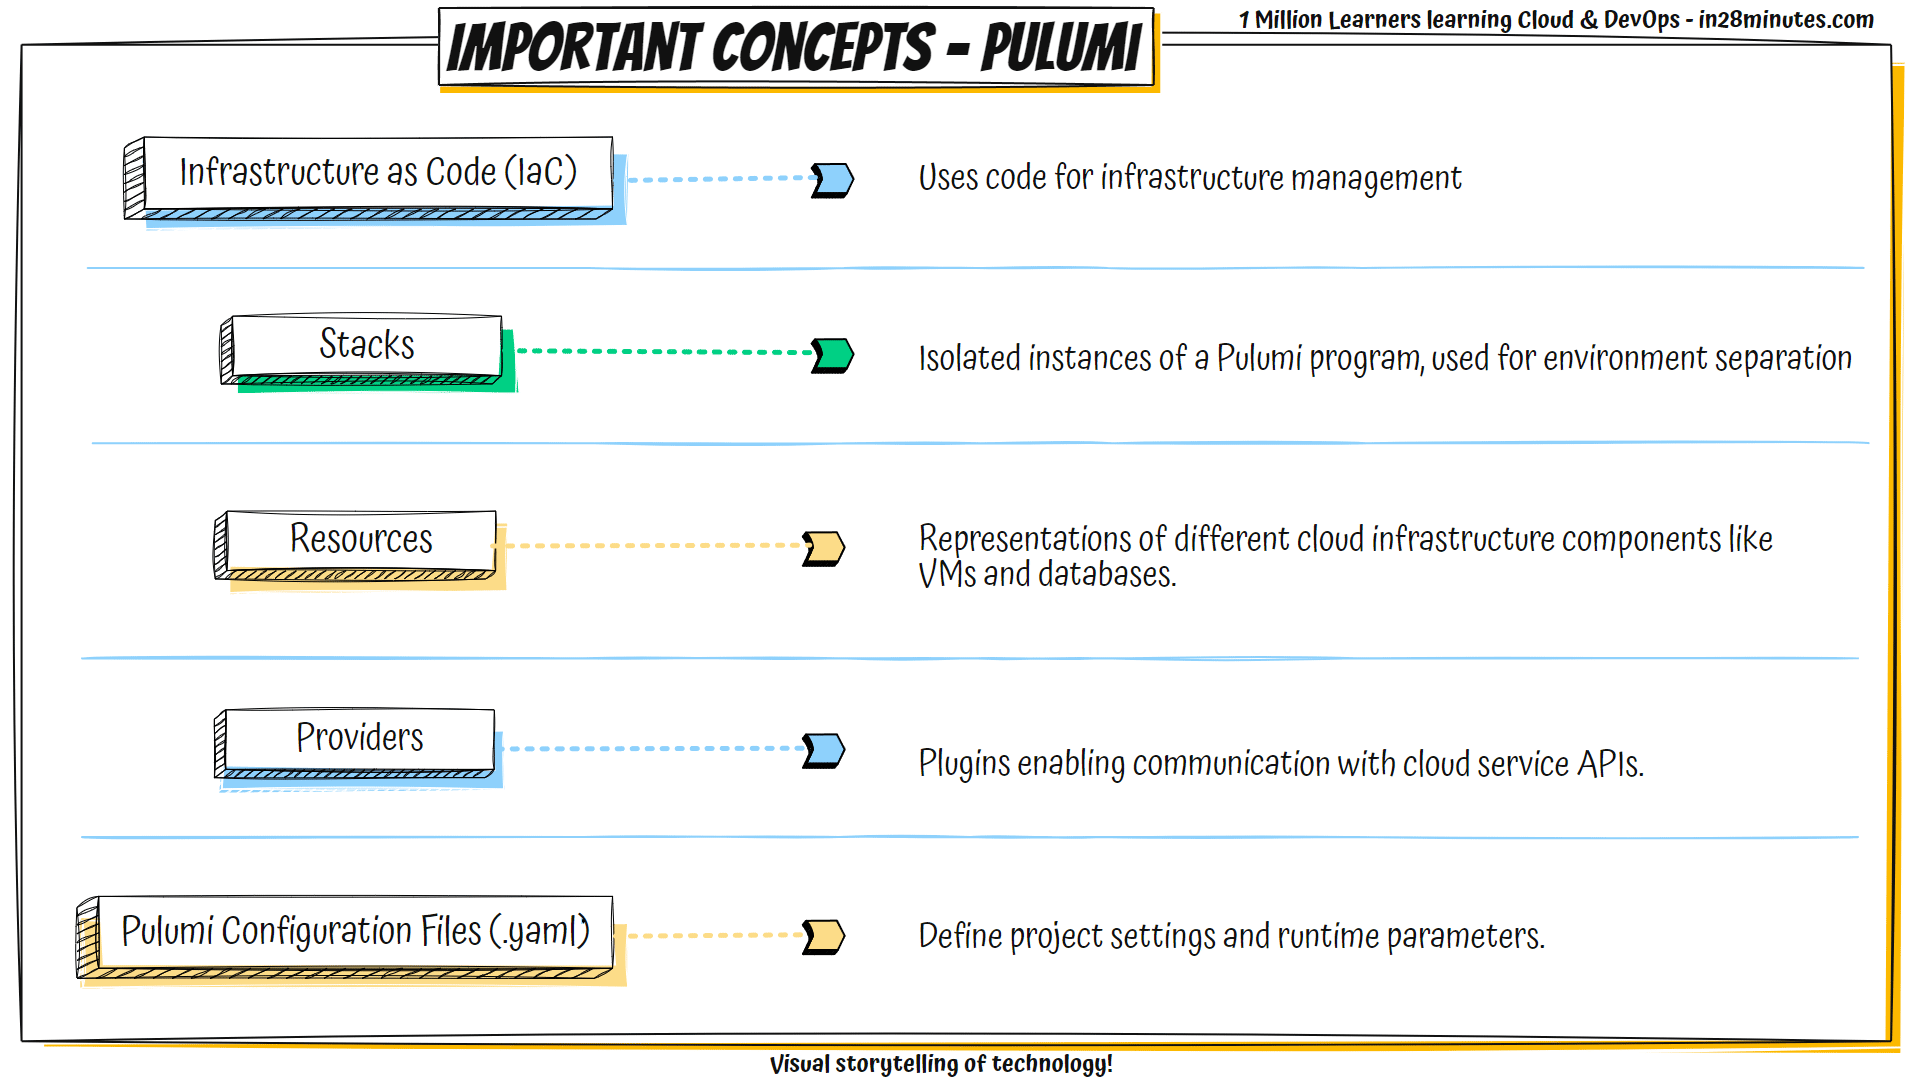 1 Million Learners learning Cloud & DevOps - in28minutes.com
IMPORTANT CONCEPTS - PULUMI
Infrastructure as Code (IaC)
Uses code for infrastructure management
Stacks
Isolated instances of a Pulumi program, used for environment separation
Resources
Representations of different cloud infrastructure components like
VMs and databases.
Providers
Plugins enabling communication with cloud service APIs.
Pulumi Configuration Files (.yaml)
Define project settings and runtime parameters.
Visual storytelling of technology!